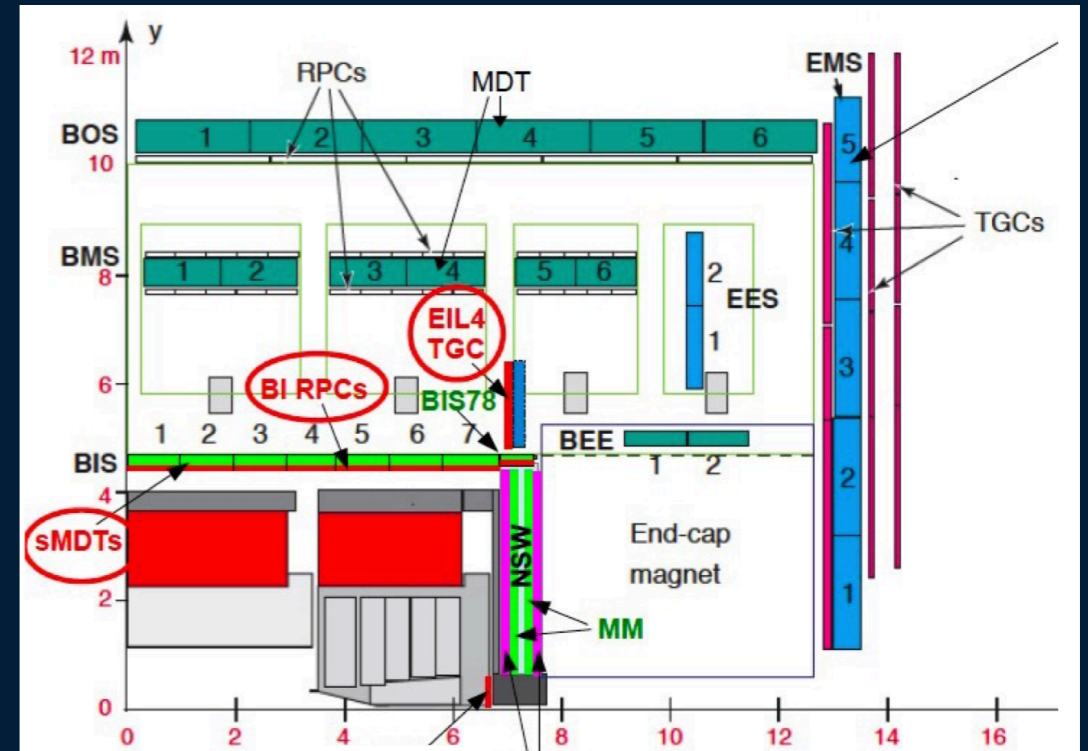 y
12 m
RPCs
MDT
EMS
BOS
1 2 3 4 5 6
5
10
TGCs
4
BMS
1 2 3 4 5 6
8
2
EES
1
EIL4
TGC
3
6
BI RPCs
BIS78
1 2 3 4 5 6 7
BEE
1 2
BIS
4
2
sMDTs
NSW
End-cap
magnet
1
2
MM
0
0 2 4 6 8 10 12 14 16